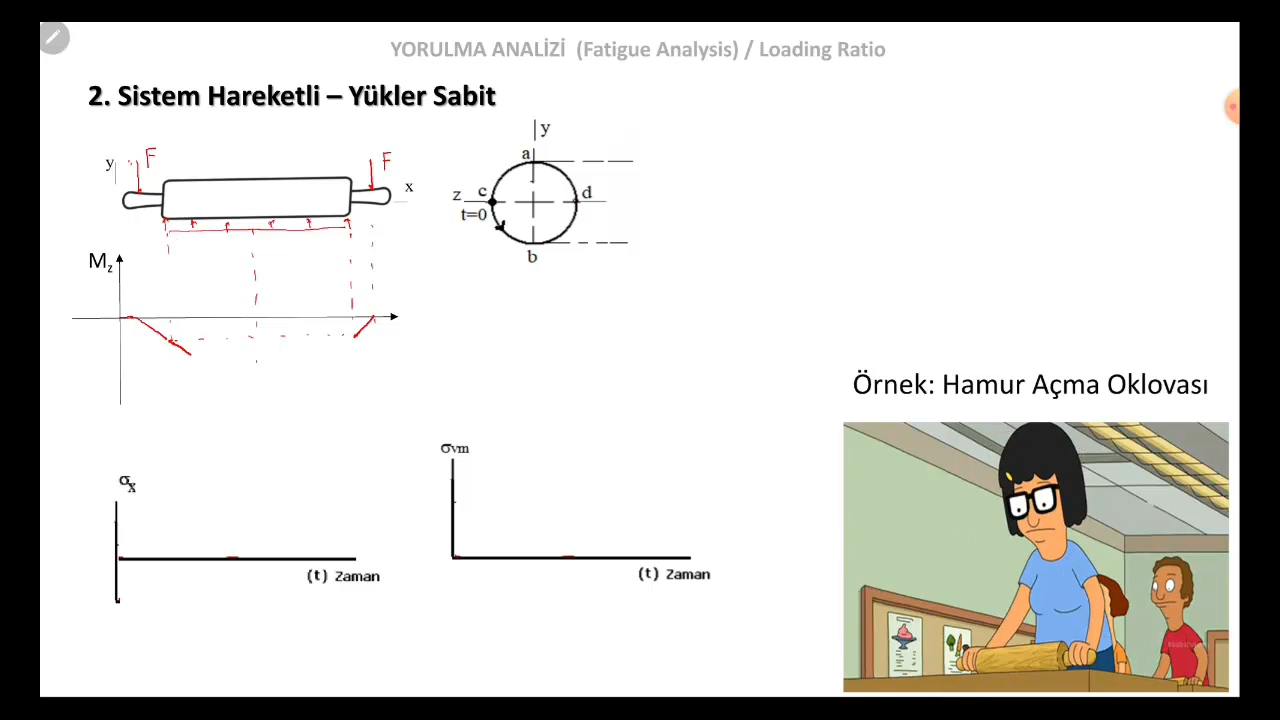 YORULMA ANALİZİ (Fatigue Analysis) / Loading Ratio
2. Sistem Hareketli – Yükler Sabit
y
F
F
x
y
a
z
c
d
t=0
b
Mz
Örnek: Hamur Açma Oklovası
σx
(t) Zaman
σvm
(t) Zaman